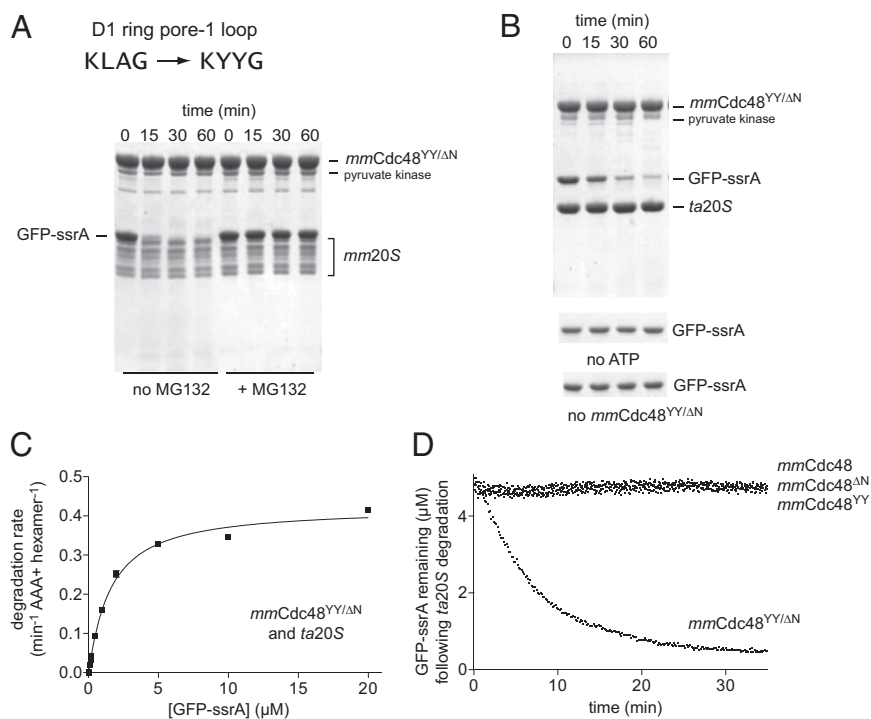 A
D1 ring pore-1 loop
KLAG → KYYG
time (min)
0 15 30 60 0 15 30 60
mmCdc48YY/ΔN
pyruvate kinase
GFP-ssrA
mm20S
no MG132 + MG132
B
time (min)
0 15 30 60
mmCdc48YY/ΔN
pyruvate kinase
GFP-ssrA
ta20S
GFP-ssrA
no ATP
GFP-ssrA
no mmCdc48YY/ΔN
C
degradation rate
(min-1 AAA+ hexamer-1)
0.5
0.4
0.3
0.2
0.1
0.0
mmCdc48YY/ΔN
and ta20S
0 5 10 15 20
[GFP-ssrA] (μM)
D
GFP-ssrA remaining (μM)
following ta20S degradation
4
2
0
mmCdc48
mmCdc48ΔN
mmCdc48YY
mmCdc48YY/ΔN
0 10 20 30
time (min)